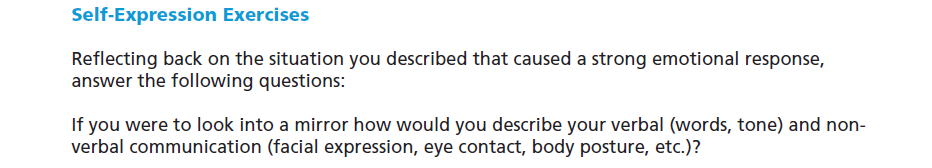 Self-Expression Exercises
Reflecting back on the situation you described that caused a strong emotional response,
answer the following questions:
If you were to look into a mirror how would you describe your verbal (words, tone) and non-
verbal communication (facial expression, eye contact, body posture, etc.)?